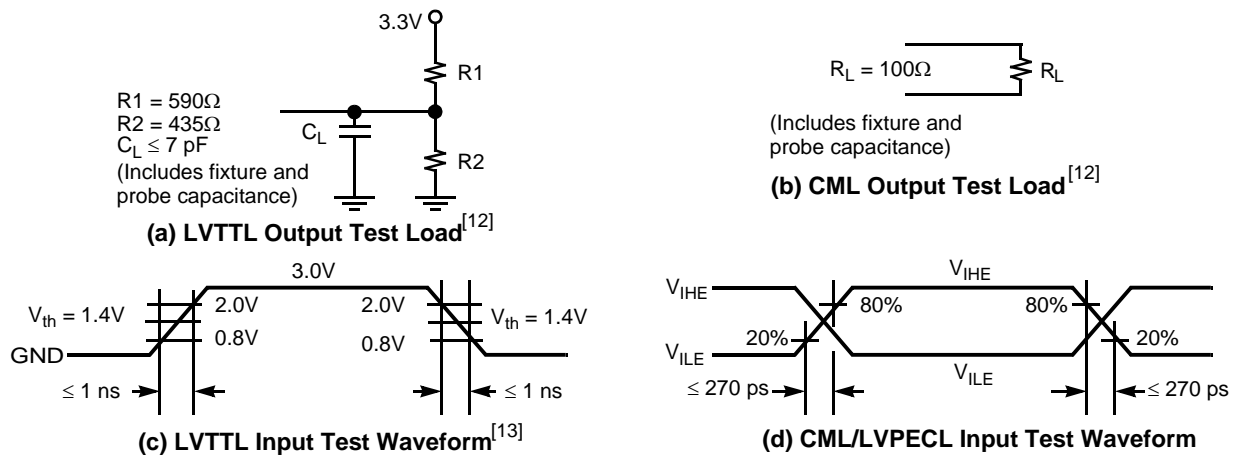 3.3V
R1
R1 = 590Ω
R2 = 435Ω
C_L ≤ 7 pF
(Includes fixture and
probe capacitance)
C_L
R2
(a) LVTTL Output Test Load[12]
R_L = 100Ω
R_L
(Includes fixture and
probe capacitance)
(b) CML Output Test Load[12]
3.0V
V_th = 1.4V
2.0V
0.8V
2.0V
0.8V
V_th = 1.4V
GND
≤ 1 ns
≤ 1 ns
(c) LVTTL Input Test Waveform[13]
V_IHE
V_IHE
80%
80%
20%
20%
V_ILE
V_ILE
≤ 270 ps
≤ 270 ps
(d) CML/LVPECL Input Test Waveform